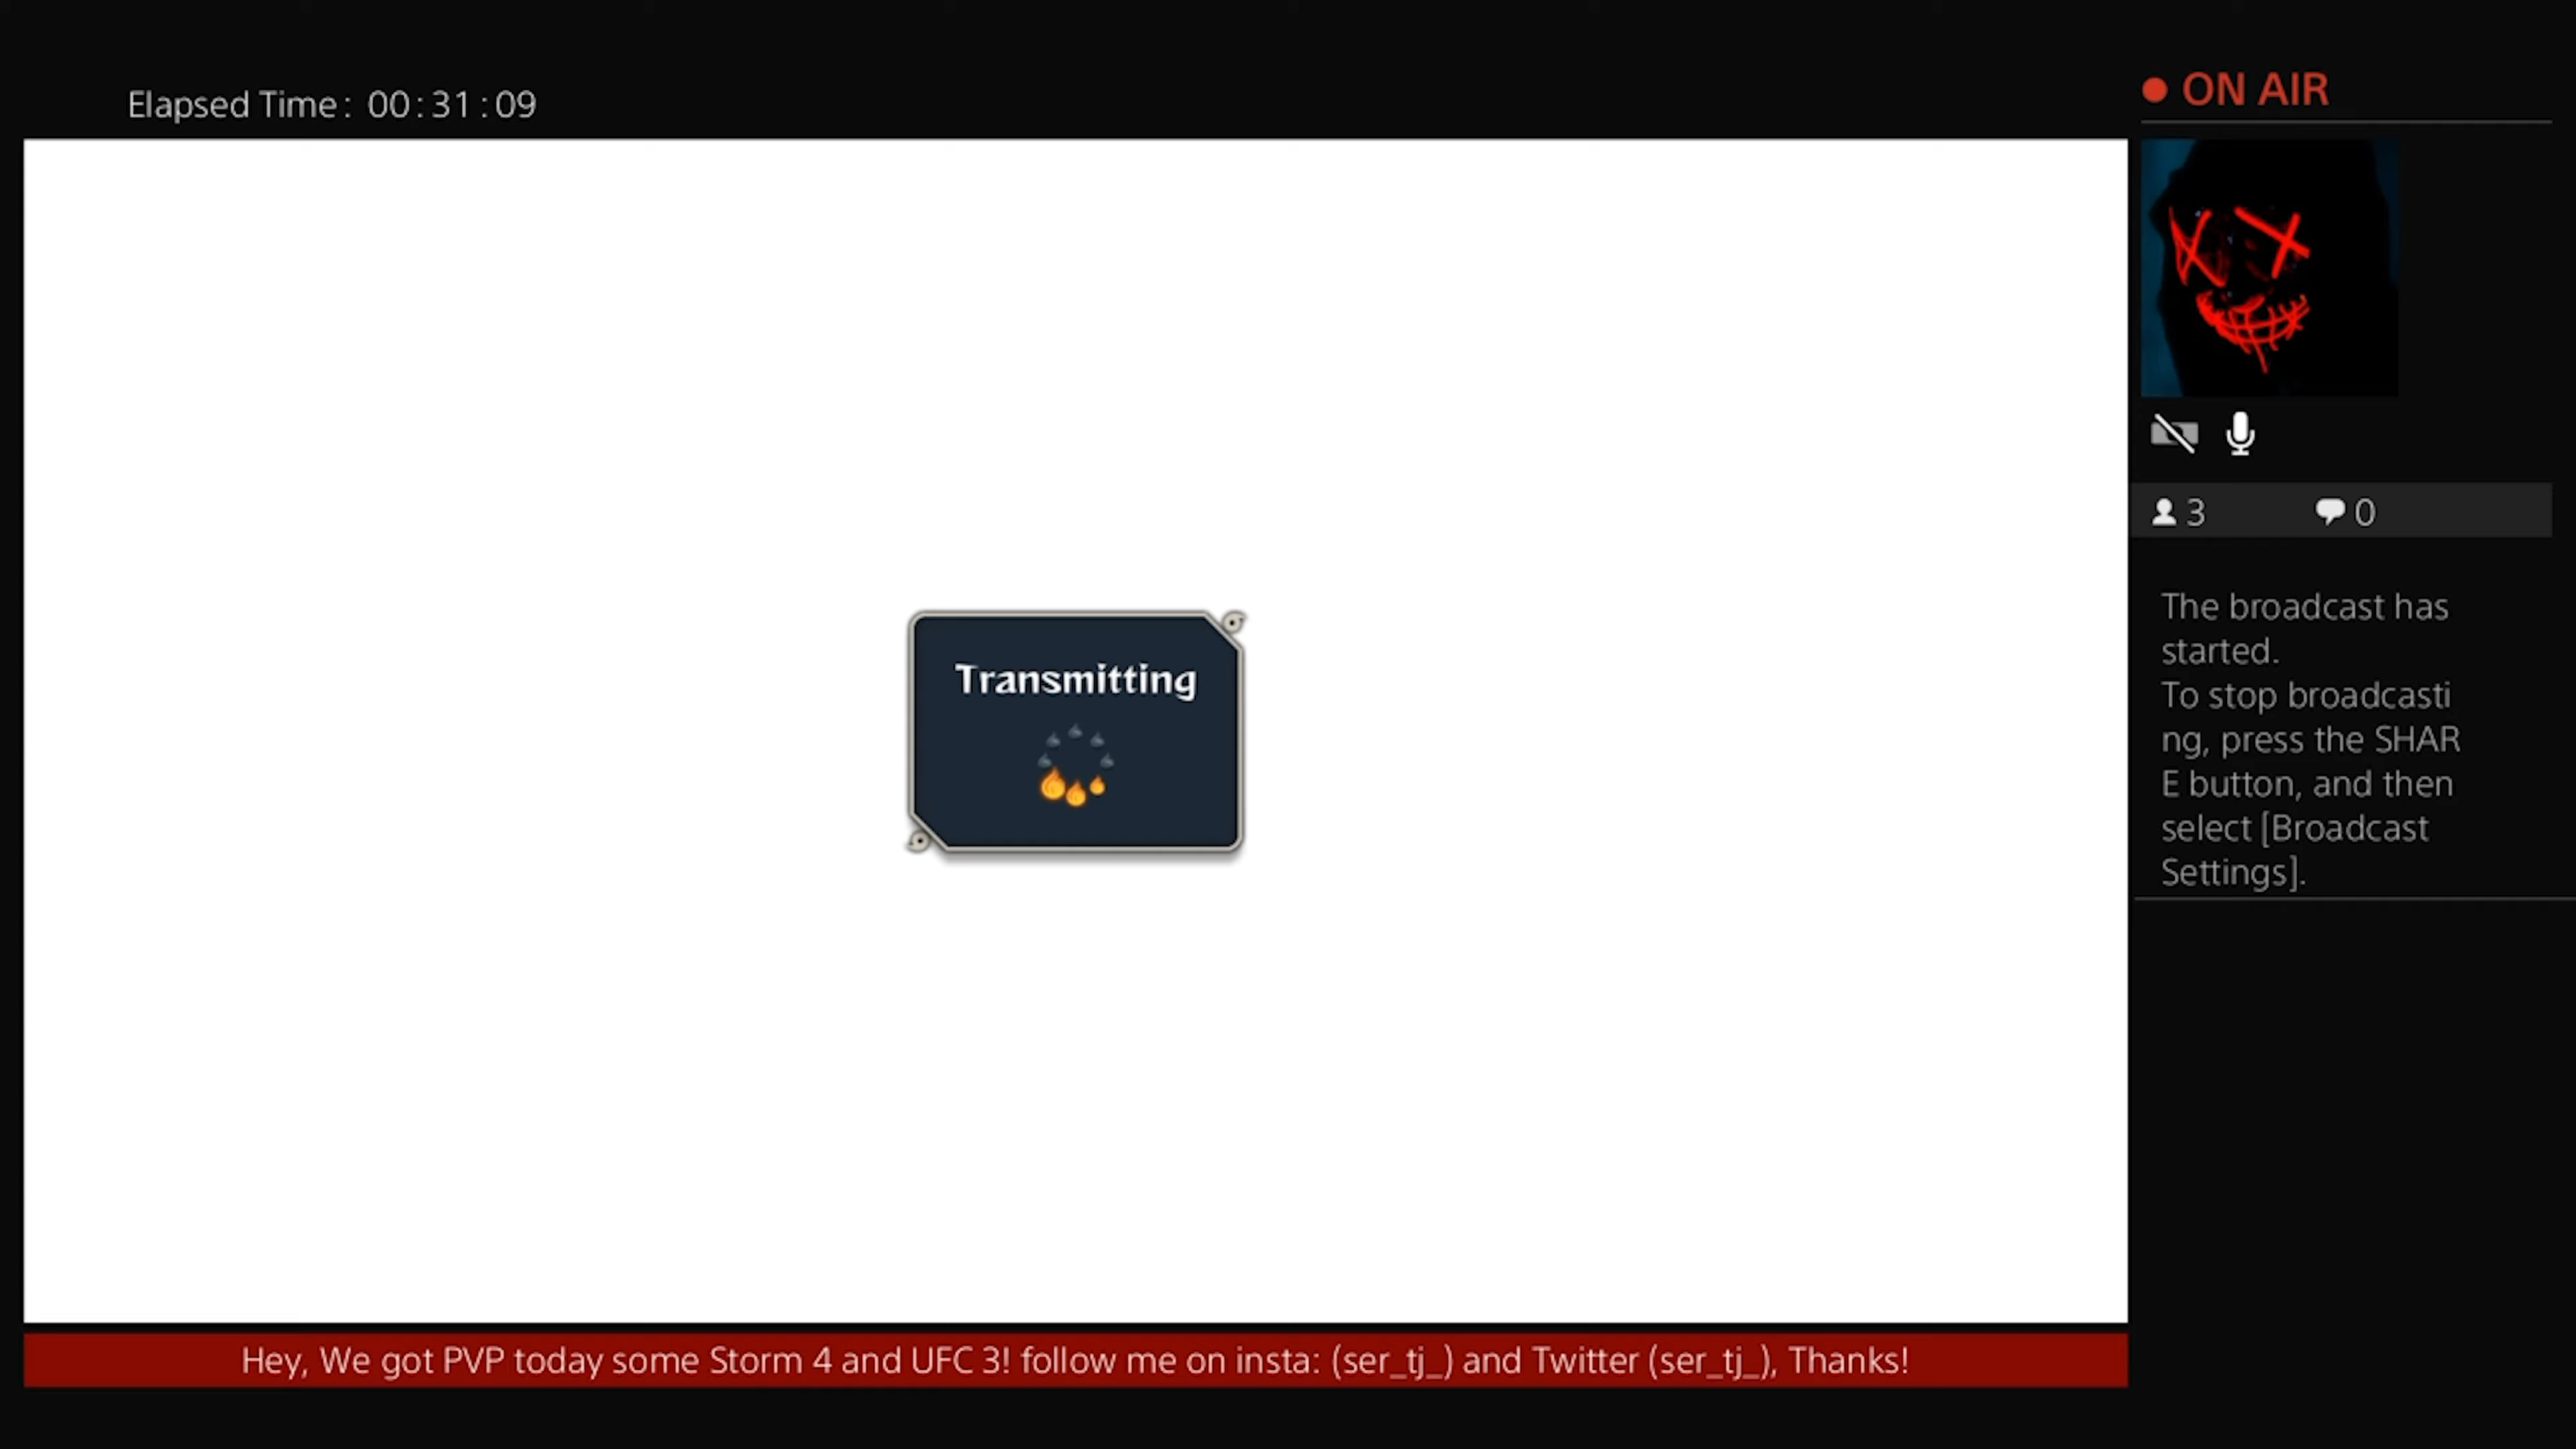 Elapsed Time: 00:31:09
ON AIR
3
0
The broadcast has
started.
To stop broadcasti
ng, press the SHAR
E button, and then
select [Broadcast
Settings].
Transmitting
Hey, We got PVP today some Storm 4 and UFC 3! follow me on insta: (ser_tj_) and Twitter (ser_tj_), Thanks!